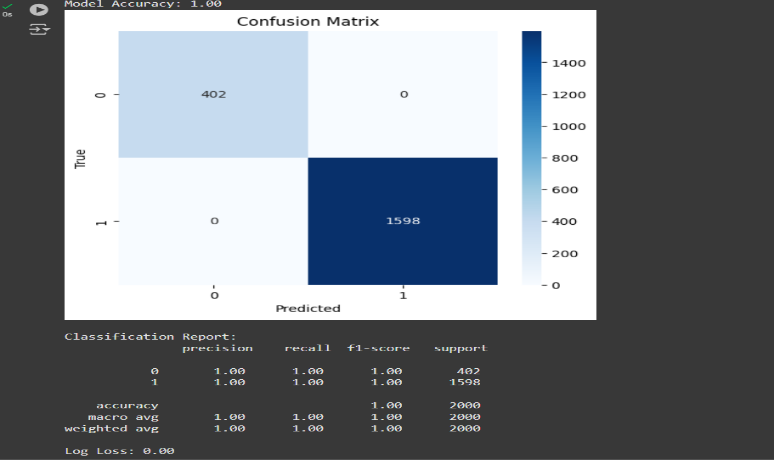 Model Accuracy: 1.00
0s
Confusion Matrix
0 402 0
1 0 1598
True
0 1
Predicted
1400
1200
1000
800
600
400
200
0
Classification Report:
precision recall f1-score support
0 1.00 1.00 1.00 402
1 1.00 1.00 1.00 1598
accuracy 1.00 2000
macro avg 1.00 1.00 1.00 2000
weighted avg 1.00 1.00 1.00 2000
Log Loss: 0.00